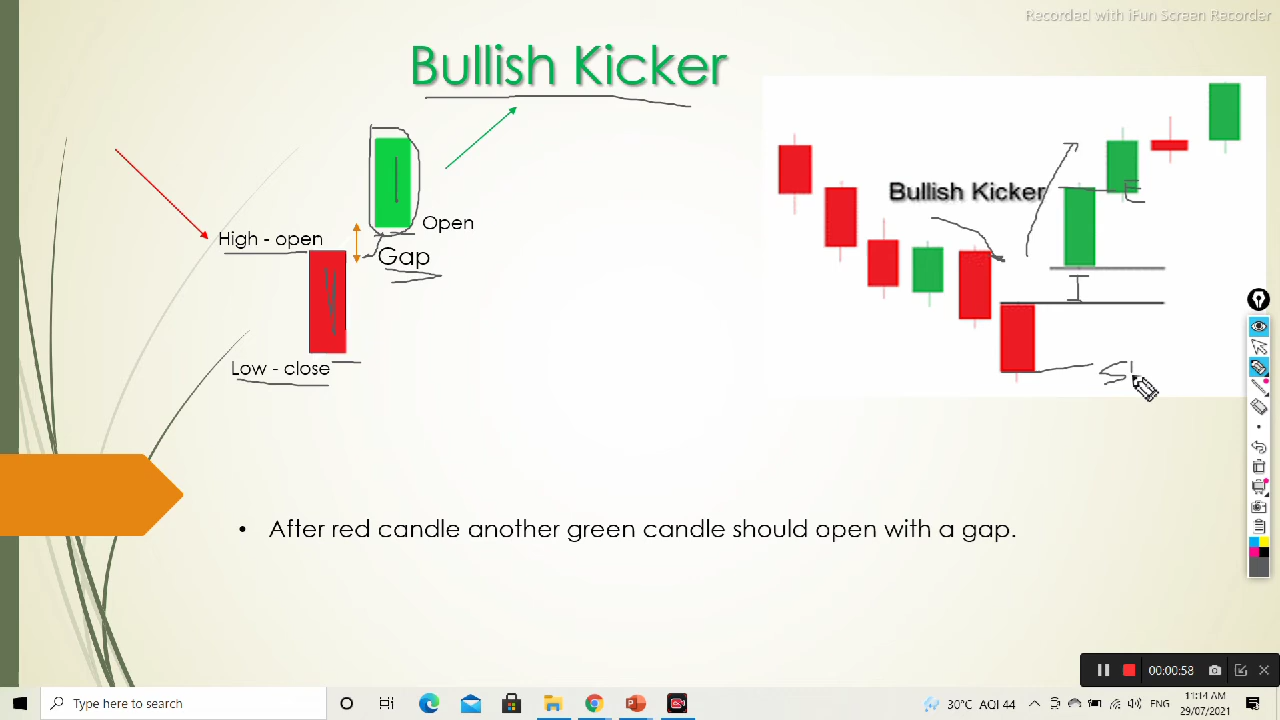 Recorded with iFun Screen Recorder
Bullish Kicker
Open
High - open
Gap
Low - close
Bullish Kicker
E
After red candle another green candle should open with a gap.
00:00:58
Type here to search
30°C AQI 44
ENG
11:14 AM
29/07/2021